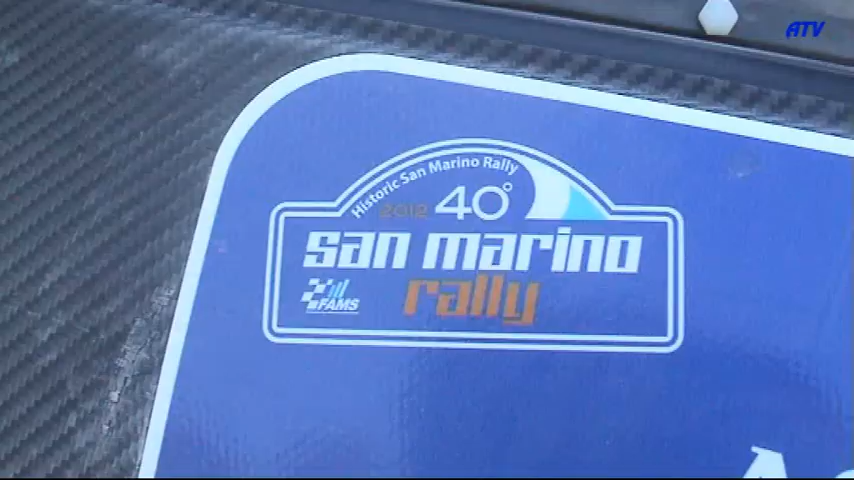 ATV
Historic San Marino Rally
2012 40°
san marino
rally
FAMS